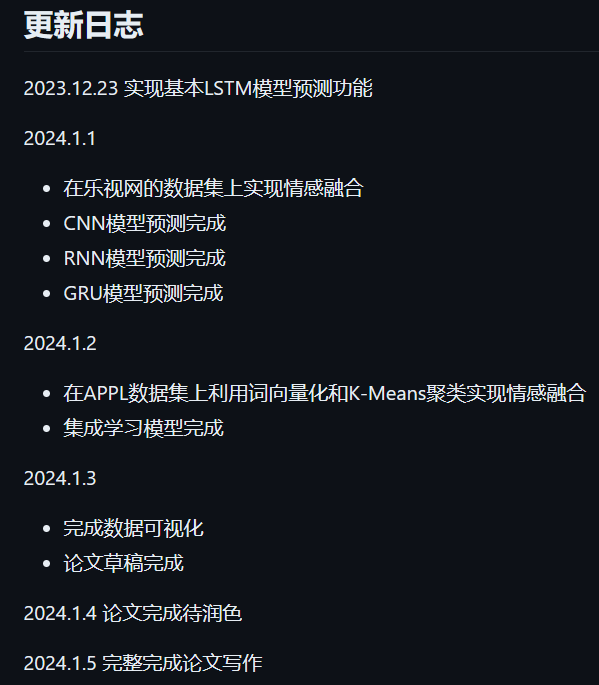 更新日志
2023.12.23 实现基本LSTM模型预测功能
2024.1.1
在乐视网的数据集上实现情感融合
CNN模型预测完成
RNN模型预测完成
GRU模型预测完成
2024.1.2
在APPL数据集上利用词向量化和K-Means聚类实现情感融合
集成学习模型完成
2024.1.3
完成数据可视化
论文草稿完成
2024.1.4 论文完成待润色
2024.1.5 完整完成论文写作